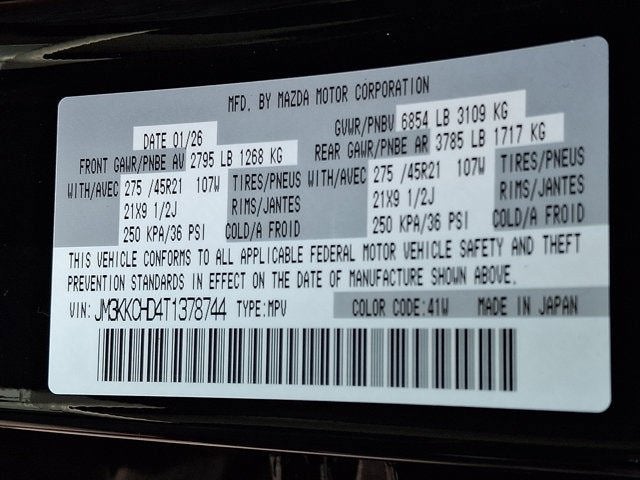 MFD. BY MAZDA MOTOR CORPORATION
DATE 01/26 GVWR/PNBV 6854 LB 3109 KG
FRONT GAWR/PNBE AV 2795 LB 1268 KG REAR GAWR/PNBE AR 3785 LB 1717 KG
WITH/AVEC 275 /45R21 107W TIRES/PNEUS WITH/AVEC 275 /45R21 107W TIRES/PNEUS
21X9 1/2J RIMS/JANTES 21X9 1/2J RIMS/JANTES
250 KPA/36 PSI COLD/A FROID 250 KPA/36 PSI COLD/A FROID
THIS VEHICLE CONFORMS TO ALL APPLICABLE FEDERAL MOTOR VEHICLE SAFETY AND THEFT
PREVENTION STANDARDS IN EFFECT ON THE DATE OF MANUFACTURE SHOWN ABOVE.
VIN: JM3KKCHD4T1378744 TYPE:MPV COLOR CODE:41W MADE IN JAPAN